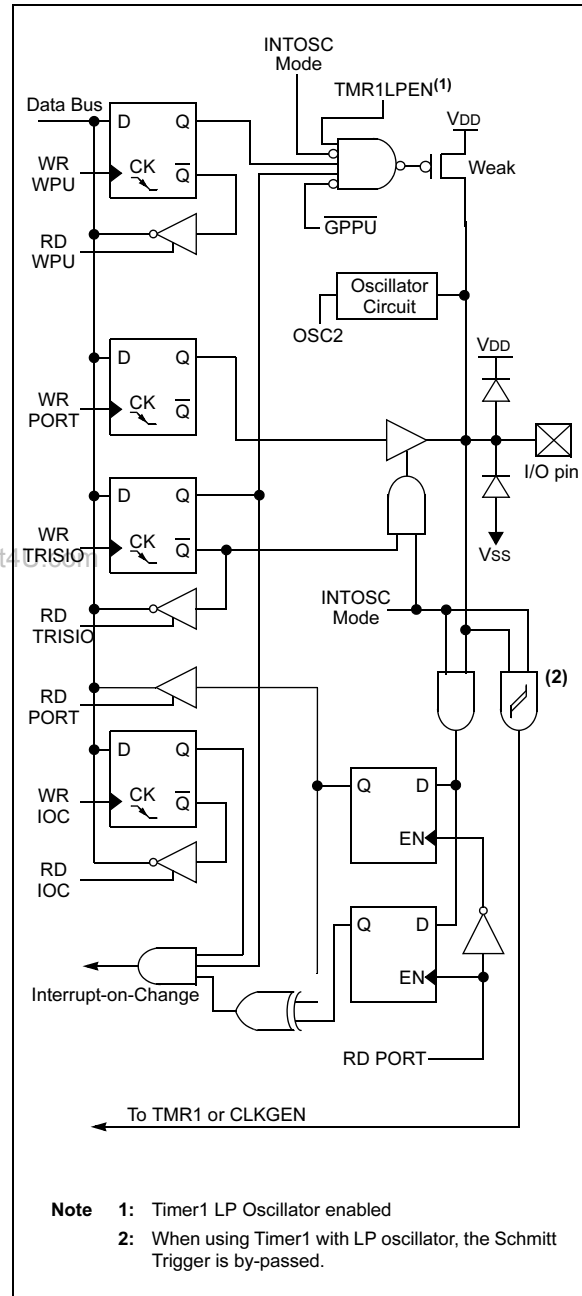 INTOSC
Mode
TMR1LPEN(1)
Data Bus
D Q
VDD
WR
WPU
CK
Q
Weak
RD
WPU
GPPU
Oscillator
Circuit
OSC2
D Q
VDD
WR
PORT
CK
Q
I/O pin
D Q
WR
TRISIO
CK
Q
VSS
t4U.com
RD
TRISIO
INTOSC
Mode
(2)
RD
PORT
D Q
Q D
WR
IOC
CK
Q
EN
RD
IOC
Q D
EN
Interrupt-on-Change
RD PORT
To TMR1 or CLKGEN
Note 1: Timer1 LP Oscillator enabled
2: When using Timer1 with LP oscillator, the Schmitt
Trigger is by-passed.